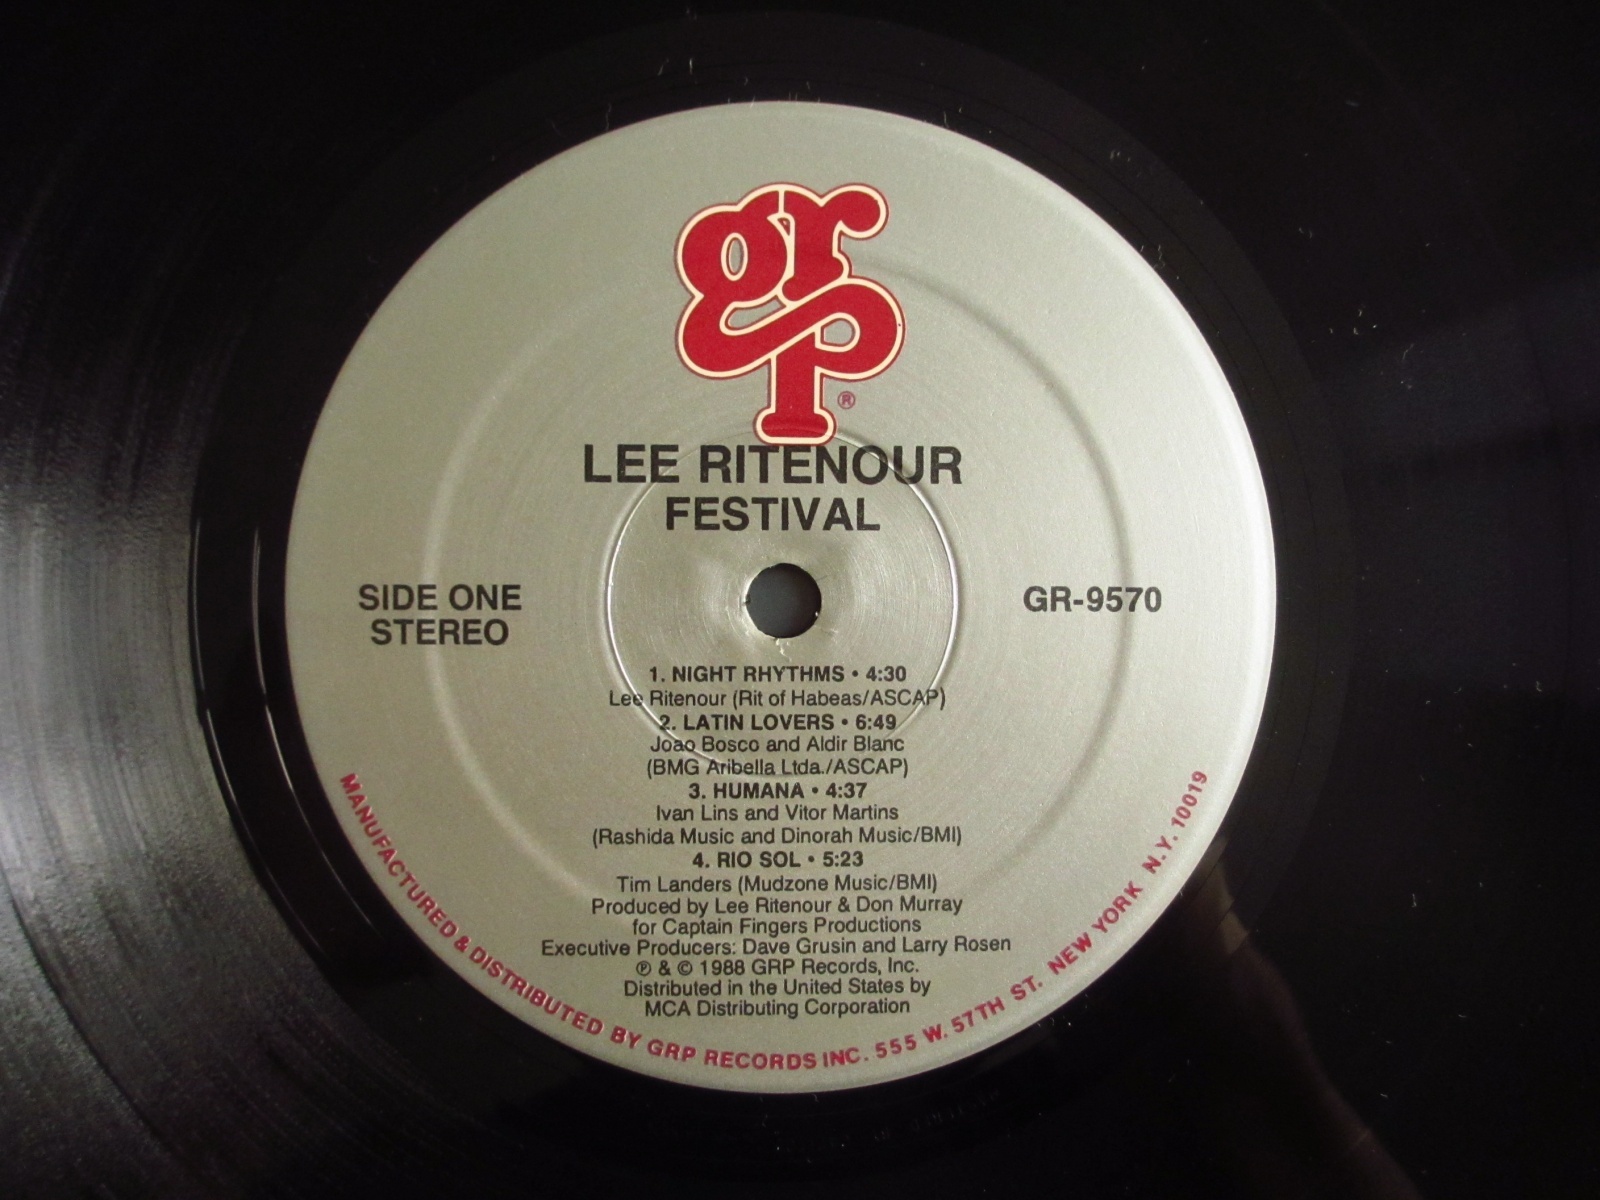 grp®
LEE RITENOUR
FESTIVAL
SIDE ONE
STEREO
GR-9570
1. NIGHT RHYTHMS • 4:30
Lee Ritenour (Rit of Habeas/ASCAP)
2. LATIN LOVERS • 6:49
Joao Bosco and Aldir Blanc
(BMG Aribella Ltda./ASCAP)
3. HUMANA • 4:37
Ivan Lins and Vitor Martins
(Rashida Music and Dinorah Music/BMI)
4. RIO SOL • 5:23
Tim Landers (Mudzone Music/BMI)
Produced by Lee Ritenour & Don Murray
for Captain Fingers Productions
Executive Producers: Dave Grusin and Larry Rosen
℗ & © 1988 GRP Records, Inc.
Distributed in the United States by
MCA Distributing Corporation
MANUFACTURED & DISTRIBUTED BY GRP RECORDS INC. 555 W. 57TH ST. NEW YORK N.Y. 10019